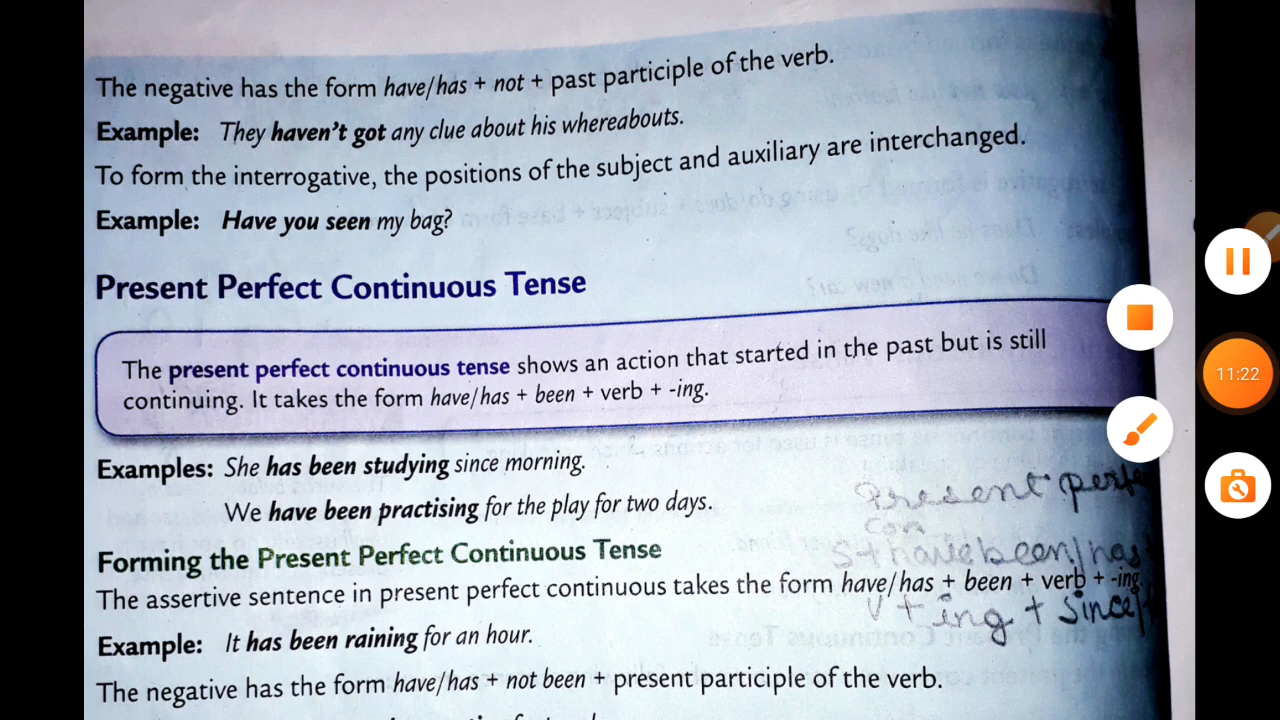 The negative has the form have/has + not + past participle of the verb.
Example: They haven't got any clue about his whereabouts.
To form the interrogative, the positions of the subject and auxiliary are interchanged.
Example: Have you seen my bag?
Present Perfect Continuous Tense
The present perfect continuous tense shows an action that started in the past but is still
continuing. It takes the form have/has + been + verb + -ing.
Examples: She has been studying since morning.
We have been practising for the play for two days.
Present perfe
con
S + have been/has
Forming the Present Perfect Continuous Tense
The assertive sentence in present perfect continuous takes the form have/has + been + verb + -ing.
V + ing + Since/
Example: It has been raining for an hour.
The negative has the form have/has + not been + present participle of the verb.
11:22